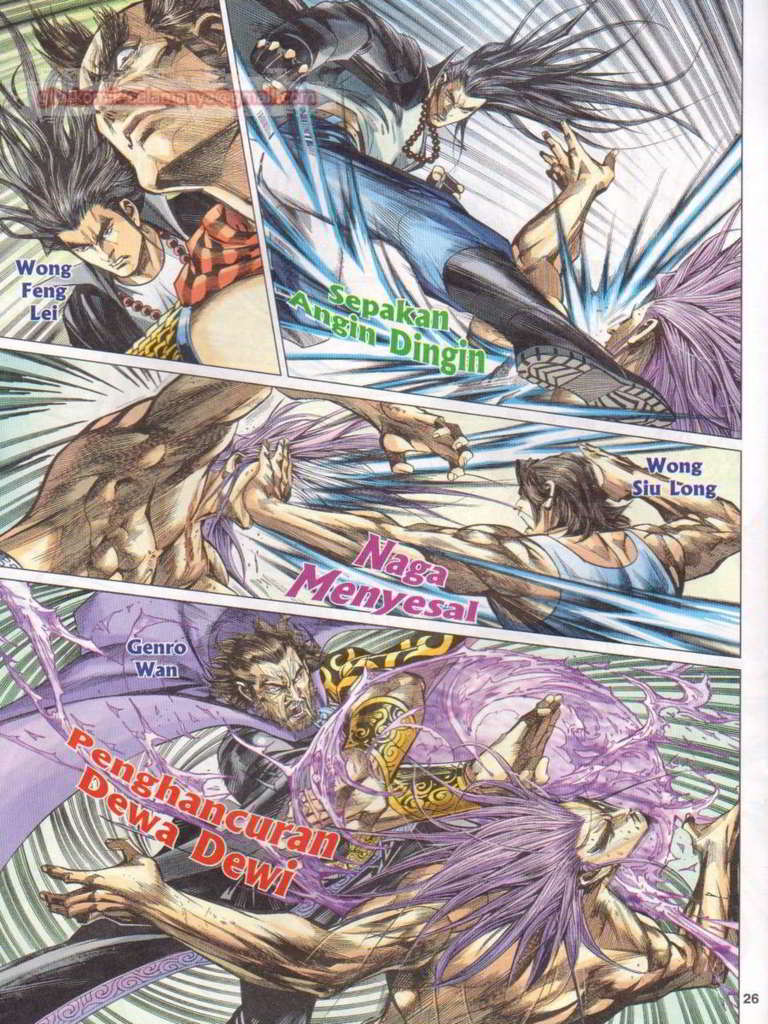 Wong
Feng
Lei
Sepakan
Angin Dingin
Wong
Siu Long
Naga
Menyesal
Genro
Wan
Penghancuran
Dewa Dewi
26